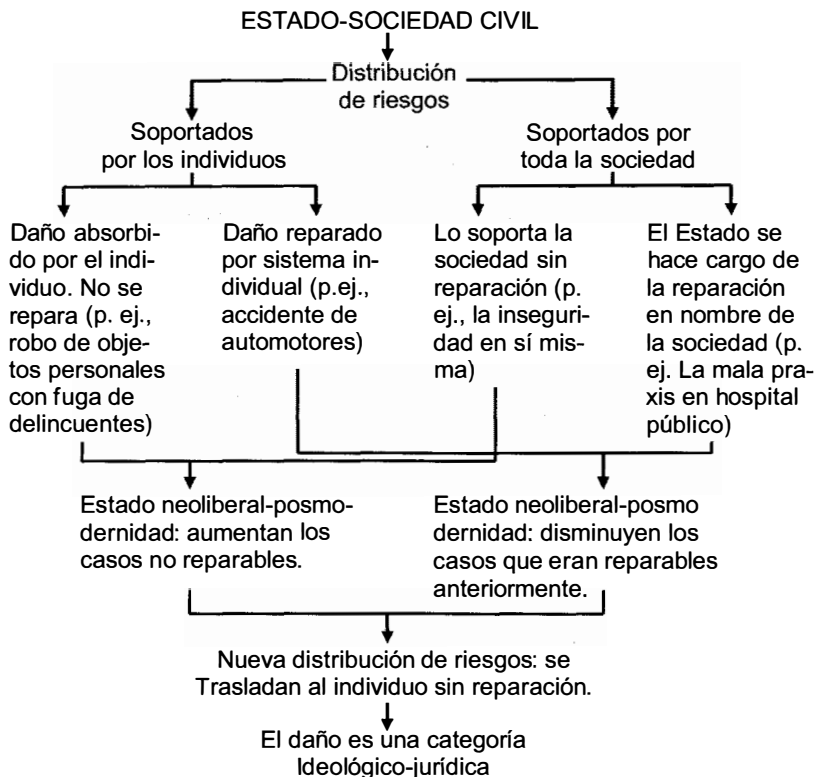 ESTADO-SOCIEDAD CIVIL
Distribución
de riesgos
Soportados
por los individuos
Soportados por
toda la sociedad
Daño absorbi-
do por el indi-
viduo. No se
repara (p. ej.,
robo de obje-
tos personales
con fuga de
delincuentes)
Daño reparado
por sistema in-
dividual (p.ej.,
accidente de
automotores)
Lo soporta la
sociedad sin
reparación (p.
ej., la inseguri-
dad en sí mis-
ma)
El Estado se
hace cargo de
la reparación
en nombre de
la sociedad (p.
ej. La mala pra-
xis en hospital
público)
Estado neoliberal-posmo-
dernidad: aumentan los
casos no reparables.
Estado neoliberal-posmo
dernidad: disminuyen los
casos que eran reparables
anteriormente.
Nueva distribución de riesgos: se
Trasladan al individuo sin reparación.
El daño es una categoría
Ideológico-jurídica